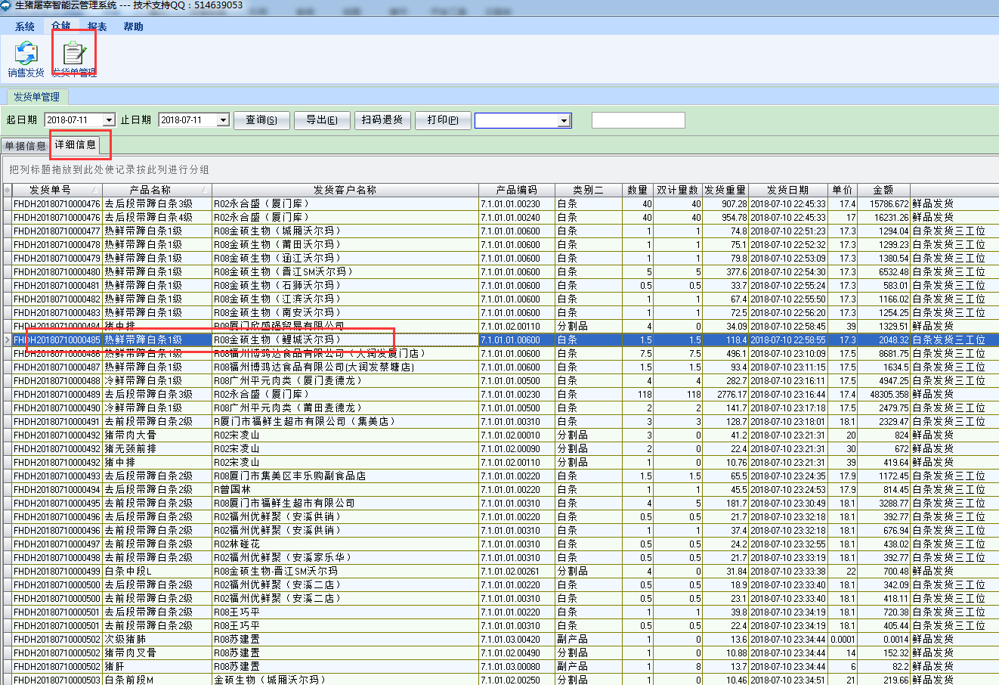 生猪屠宰智能云管理系统 --- 技术支持QQ：514639053
系统 仓储 报表 帮助
销售发货 发货单管理
发货单管理
起日期 2018-07-11 止日期 2018-07-11 查询(S) 导出(E) 扫码退货 打印(P)
单据信息 详细信息
把列标题拖放到此处使记录按此列进行分组
发货单号 产品名称 发货客户名称 产品编码 类别二 数量 双计量数 发货重量 发货日期 单价 金额
FHDH20180710000476 去后段带蹄白条3级 R02永合盛（厦门库） 7.1.01.01.00230 白条 40 40 907.28 2018-07-10 22:45:33 17.4 15786.672 鲜品发货
FHDH20180710000476 去后段带蹄白条4级 R02永合盛（厦门库） 7.1.01.01.00240 白条 40 40 954.78 2018-07-10 22:45:33 17 16231.26 鲜品发货
FHDH20180710000477 热鲜带蹄白条1级 R08金硕生物（城厢沃尔玛） 7.1.01.01.00600 白条 1 1 74.8 2018-07-10 22:51:23 17.3 1294.04 白条发货三工位
FHDH20180710000478 热鲜带蹄白条1级 R08金硕生物（莆田沃尔玛） 7.1.01.01.00600 白条 1 1 75.1 2018-07-10 22:52:32 17.3 1299.23 白条发货三工位
FHDH20180710000479 热鲜带蹄白条1级 R08金硕生物（涵江沃尔玛） 7.1.01.01.00600 白条 1 1 79.8 2018-07-10 22:53:09 17.3 1380.54 白条发货三工位
FHDH20180710000480 热鲜带蹄白条1级 R08金硕生物（晋江SM沃尔玛） 7.1.01.01.00600 白条 5 5 377.6 2018-07-10 22:54:30 17.3 6532.48 白条发货三工位
FHDH20180710000481 热鲜带蹄白条1级 R08金硕生物（石狮沃尔玛） 7.1.01.01.00600 白条 0.5 0.5 33.7 2018-07-10 22:55:24 17.3 583.01 白条发货三工位
FHDH20180710000482 热鲜带蹄白条1级 R08金硕生物（江滨沃尔玛） 7.1.01.01.00600 白条 1 1 67.4 2018-07-10 22:55:50 17.3 1166.02 白条发货三工位
FHDH20180710000483 热鲜带蹄白条1级 R08金硕生物（南安沃尔玛） 7.1.01.01.00600 白条 1 1 72.5 2018-07-10 22:56:20 17.3 1254.25 白条发货三工位
FHDH20180710000484 猪中排 R08厦门欣盛强贸易有限公司 7.1.01.02.00110 分割品 4 0 34.09 2018-07-10 22:58:45 39 1329.51 鲜品发货
FHDH20180710000485 热鲜带蹄白条1级 R08金硕生物（鲤城沃尔玛） 7.1.01.01.00600 白条 1.5 1.5 118.4 2018-07-10 22:58:55 17.3 2048.32 白条发货三工位
FHDH20180710000486 热鲜带蹄白条1级 R08福州博鸿达食品有限公司（大润发厦门店） 7.1.01.01.00600 白条 7.5 7.5 496.1 2018-07-10 23:10:09 17.5 8681.75 白条发货三工位
FHDH20180710000487 热鲜带蹄白条1级 R08福州博鸿达食品有限公司(大润发蔡塘店) 7.1.01.01.00600 白条 1.5 1.5 93.4 2018-07-10 23:11:15 17.5 1634.5 白条发货三工位
FHDH20180710000488 冷鲜带蹄白条1级 R08广州平元肉类（厦门麦德龙） 7.1.01.01.00500 白条 4 4 282.7 2018-07-10 23:16:11 17.5 4947.25 白条发货三工位
FHDH20180710000489 去后段带蹄白条3级 R02永合盛（厦门库） 7.1.01.01.00230 白条 118 118 2776.17 2018-07-10 23:16:44 17.4 48305.358 鲜品发货
FHDH20180710000490 冷鲜带蹄白条1级 R08广州平元肉类（莆田麦德龙） 7.1.01.01.00500 白条 2 2 141.7 2018-07-10 23:17:18 17.5 2479.75 白条发货三工位
FHDH20180710000491 去前段带蹄白条2级 R厦门市福鲜生超市有限公司（集美店） 7.1.01.01.00310 白条 3 3 128.7 2018-07-10 23:18:01 18.1 2329.47 白条发货三工位
FHDH20180710000492 猪带肉大骨 R02宋凌山 7.1.01.02.00010 分割品 3 0 41.2 2018-07-10 23:21:31 20 824 鲜品发货
FHDH20180710000492 猪无颈前排 R02宋凌山 7.1.01.02.00090 分割品 2 0 22.4 2018-07-10 23:21:31 30 672 鲜品发货
FHDH20180710000492 猪中排 R02宋凌山 7.1.01.02.00110 分割品 1 0 10.76 2018-07-10 23:21:31 39 419.64 鲜品发货
FHDH20180710000493 去后段带蹄白条2级 R08厦门市集美区丰乐购副食品店 7.1.01.01.00220 白条 1.5 1.5 65.5 2018-07-10 23:24:35 17.9 1172.45 白条发货三工位
FHDH20180710000494 去后段带蹄白条2级 R曾国林 7.1.01.01.00220 白条 1 1 45.5 2018-07-10 23:24:53 17.9 814.45 白条发货三工位
FHDH20180710000495 去前段带蹄白条2级 R08厦门市福鲜生超市有限公司 7.1.01.01.00310 白条 4 5 181.7 2018-07-10 23:30:49 18.1 3288.77 白条发货三工位
FHDH20180710000496 去后段带蹄白条2级 R02福州优鲜聚（安溪供销） 7.1.01.01.00220 白条 0.5 0.5 21.7 2018-07-10 23:32:18 18.1 392.77 白条发货三工位
FHDH20180710000496 去前段带蹄白条2级 R02福州优鲜聚（安溪供销） 7.1.01.01.00310 白条 1 1 37.4 2018-07-10 23:32:18 18.1 676.94 白条发货三工位
FHDH20180710000497 去前段带蹄白条2级 R02林碰花 7.1.01.01.00310 白条 0.5 0.5 24.2 2018-07-10 23:32:55 18.1 438.02 白条发货三工位
FHDH20180710000498 去前段带蹄白条2级 R02福州优鲜聚（安溪家乐华） 7.1.01.01.00310 白条 0.5 0.5 21.7 2018-07-10 23:33:19 18.1 392.77 白条发货三工位
FHDH20180710000499 白条中段L R08金硕生物-晋江SM沃尔玛 7.1.01.02.00261 分割品 4 0 31.84 2018-07-10 23:33:38 22 700.48 鲜品发货
FHDH20180710000500 去后段带蹄白条2级 R02福州优鲜聚（安溪二店） 7.1.01.01.00220 白条 0.5 0.5 18.9 2018-07-10 23:33:40 18.1 342.09 白条发货三工位
FHDH20180710000500 去前段带蹄白条2级 R02福州优鲜聚（安溪二店） 7.1.01.01.00310 白条 0.5 0.5 23.1 2018-07-10 23:33:40 18.1 418.11 白条发货三工位
FHDH20180710000501 去后段带蹄白条2级 R08王巧平 7.1.01.01.00220 白条 1 1 39.8 2018-07-10 23:34:19 18.1 720.38 白条发货三工位
FHDH20180710000501 去前段带蹄白条2级 R08王巧平 7.1.01.01.00310 白条 0.5 0.5 22.4 2018-07-10 23:34:19 18.1 405.44 白条发货三工位
FHDH20180710000502 次级猪肺 R08苏建置 7.1.01.03.00420 副产品 1 0 13.6 2018-07-10 23:34:44 0.0001 0.0014 鲜品发货
FHDH20180710000502 猪带肉叉骨 R08苏建置 7.1.01.02.00490 分割品 1 0 10.88 2018-07-10 23:34:44 14 152.32 鲜品发货
FHDH20180710000502 猪肝 R08苏建置 7.1.01.03.00080 副产品 1 8 13.7 2018-07-10 23:34:44 6 82.2 鲜品发货
FHDH20180710000503 白条前段M 金硕生物（城厢沃尔玛） 7.1.01.02.00250 分割品 1 0 10.46 2018-07-10 23:34:51 21 219.66 鲜品发货